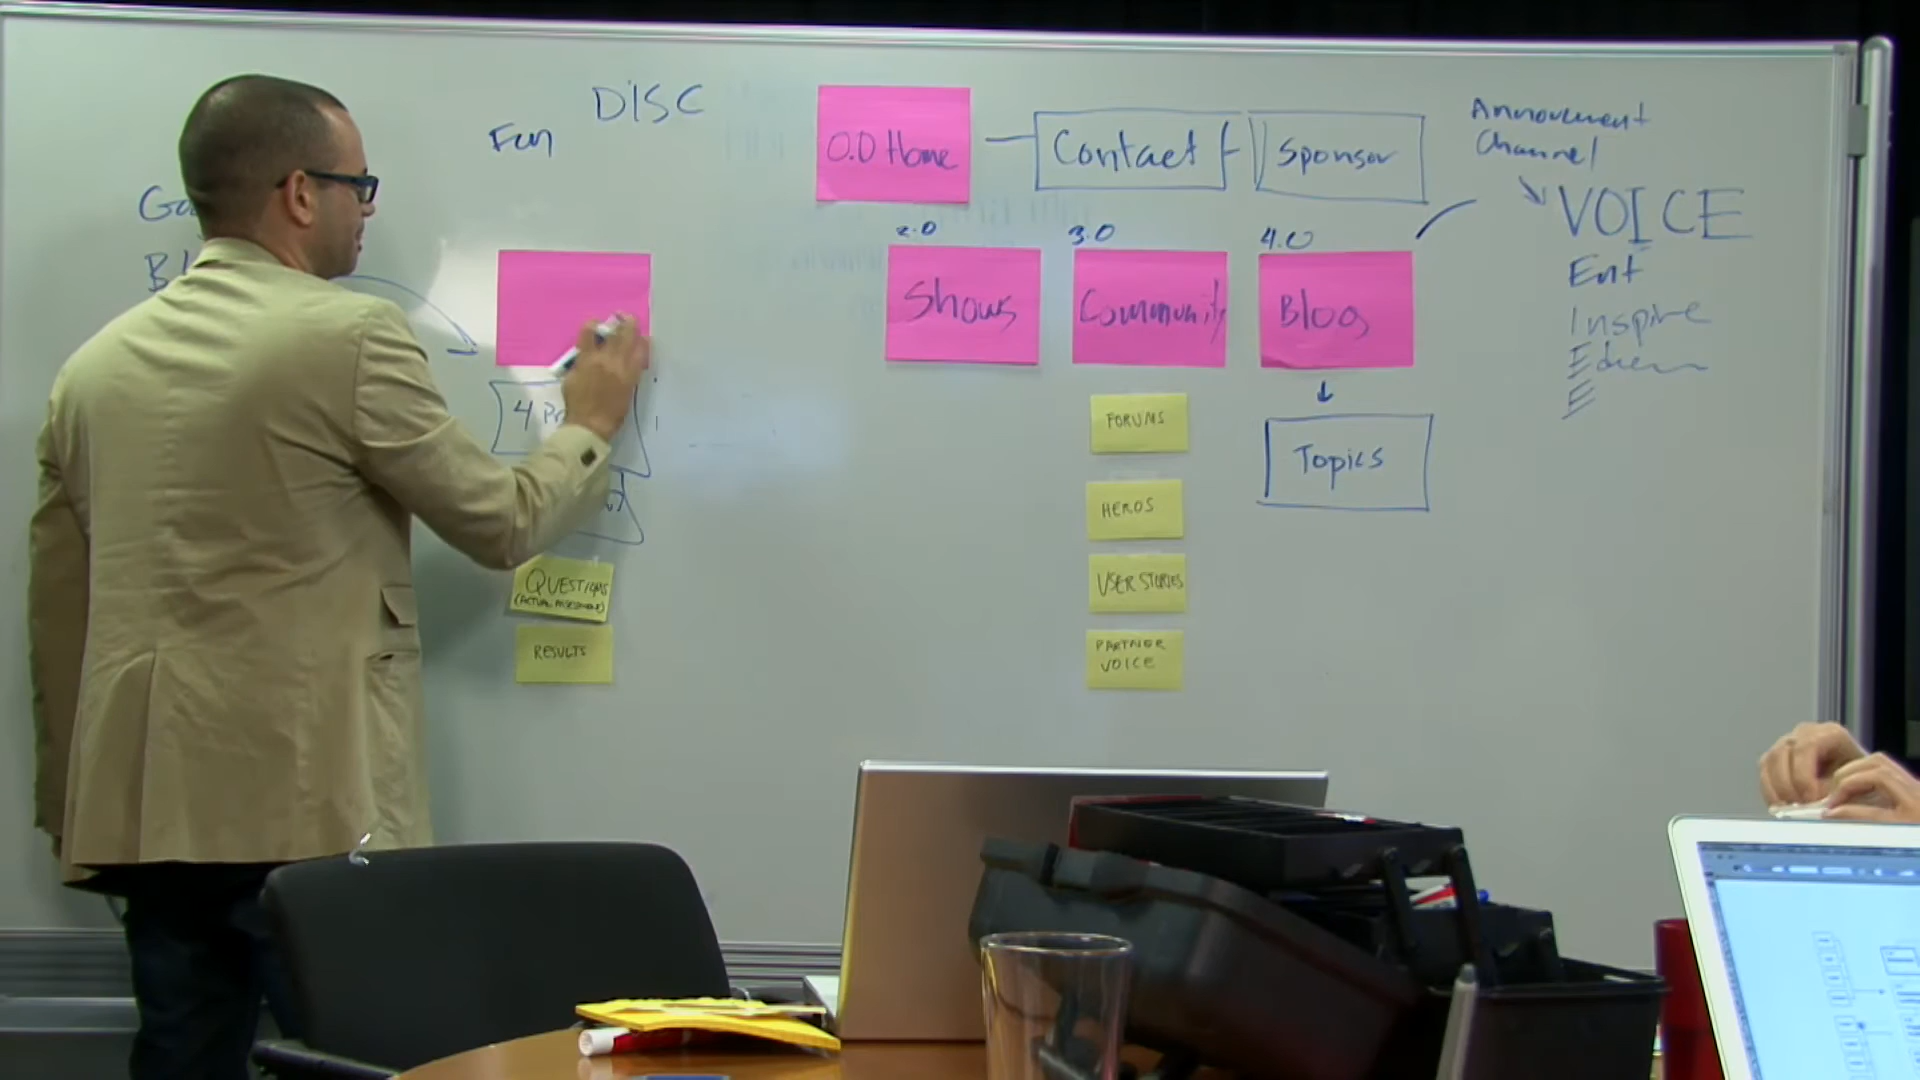 DISC
Fun
0.0 Home
Contact
Sponsor
Announcement
Channel
VOICE
Ent
Inspire
E
2.0
3.0
4.0
Shows
Community
Blog
4
Topics
FORUMS
HEROS
USER STORIES
PARTNER
VOICE
QUESTIONS
RESULTS